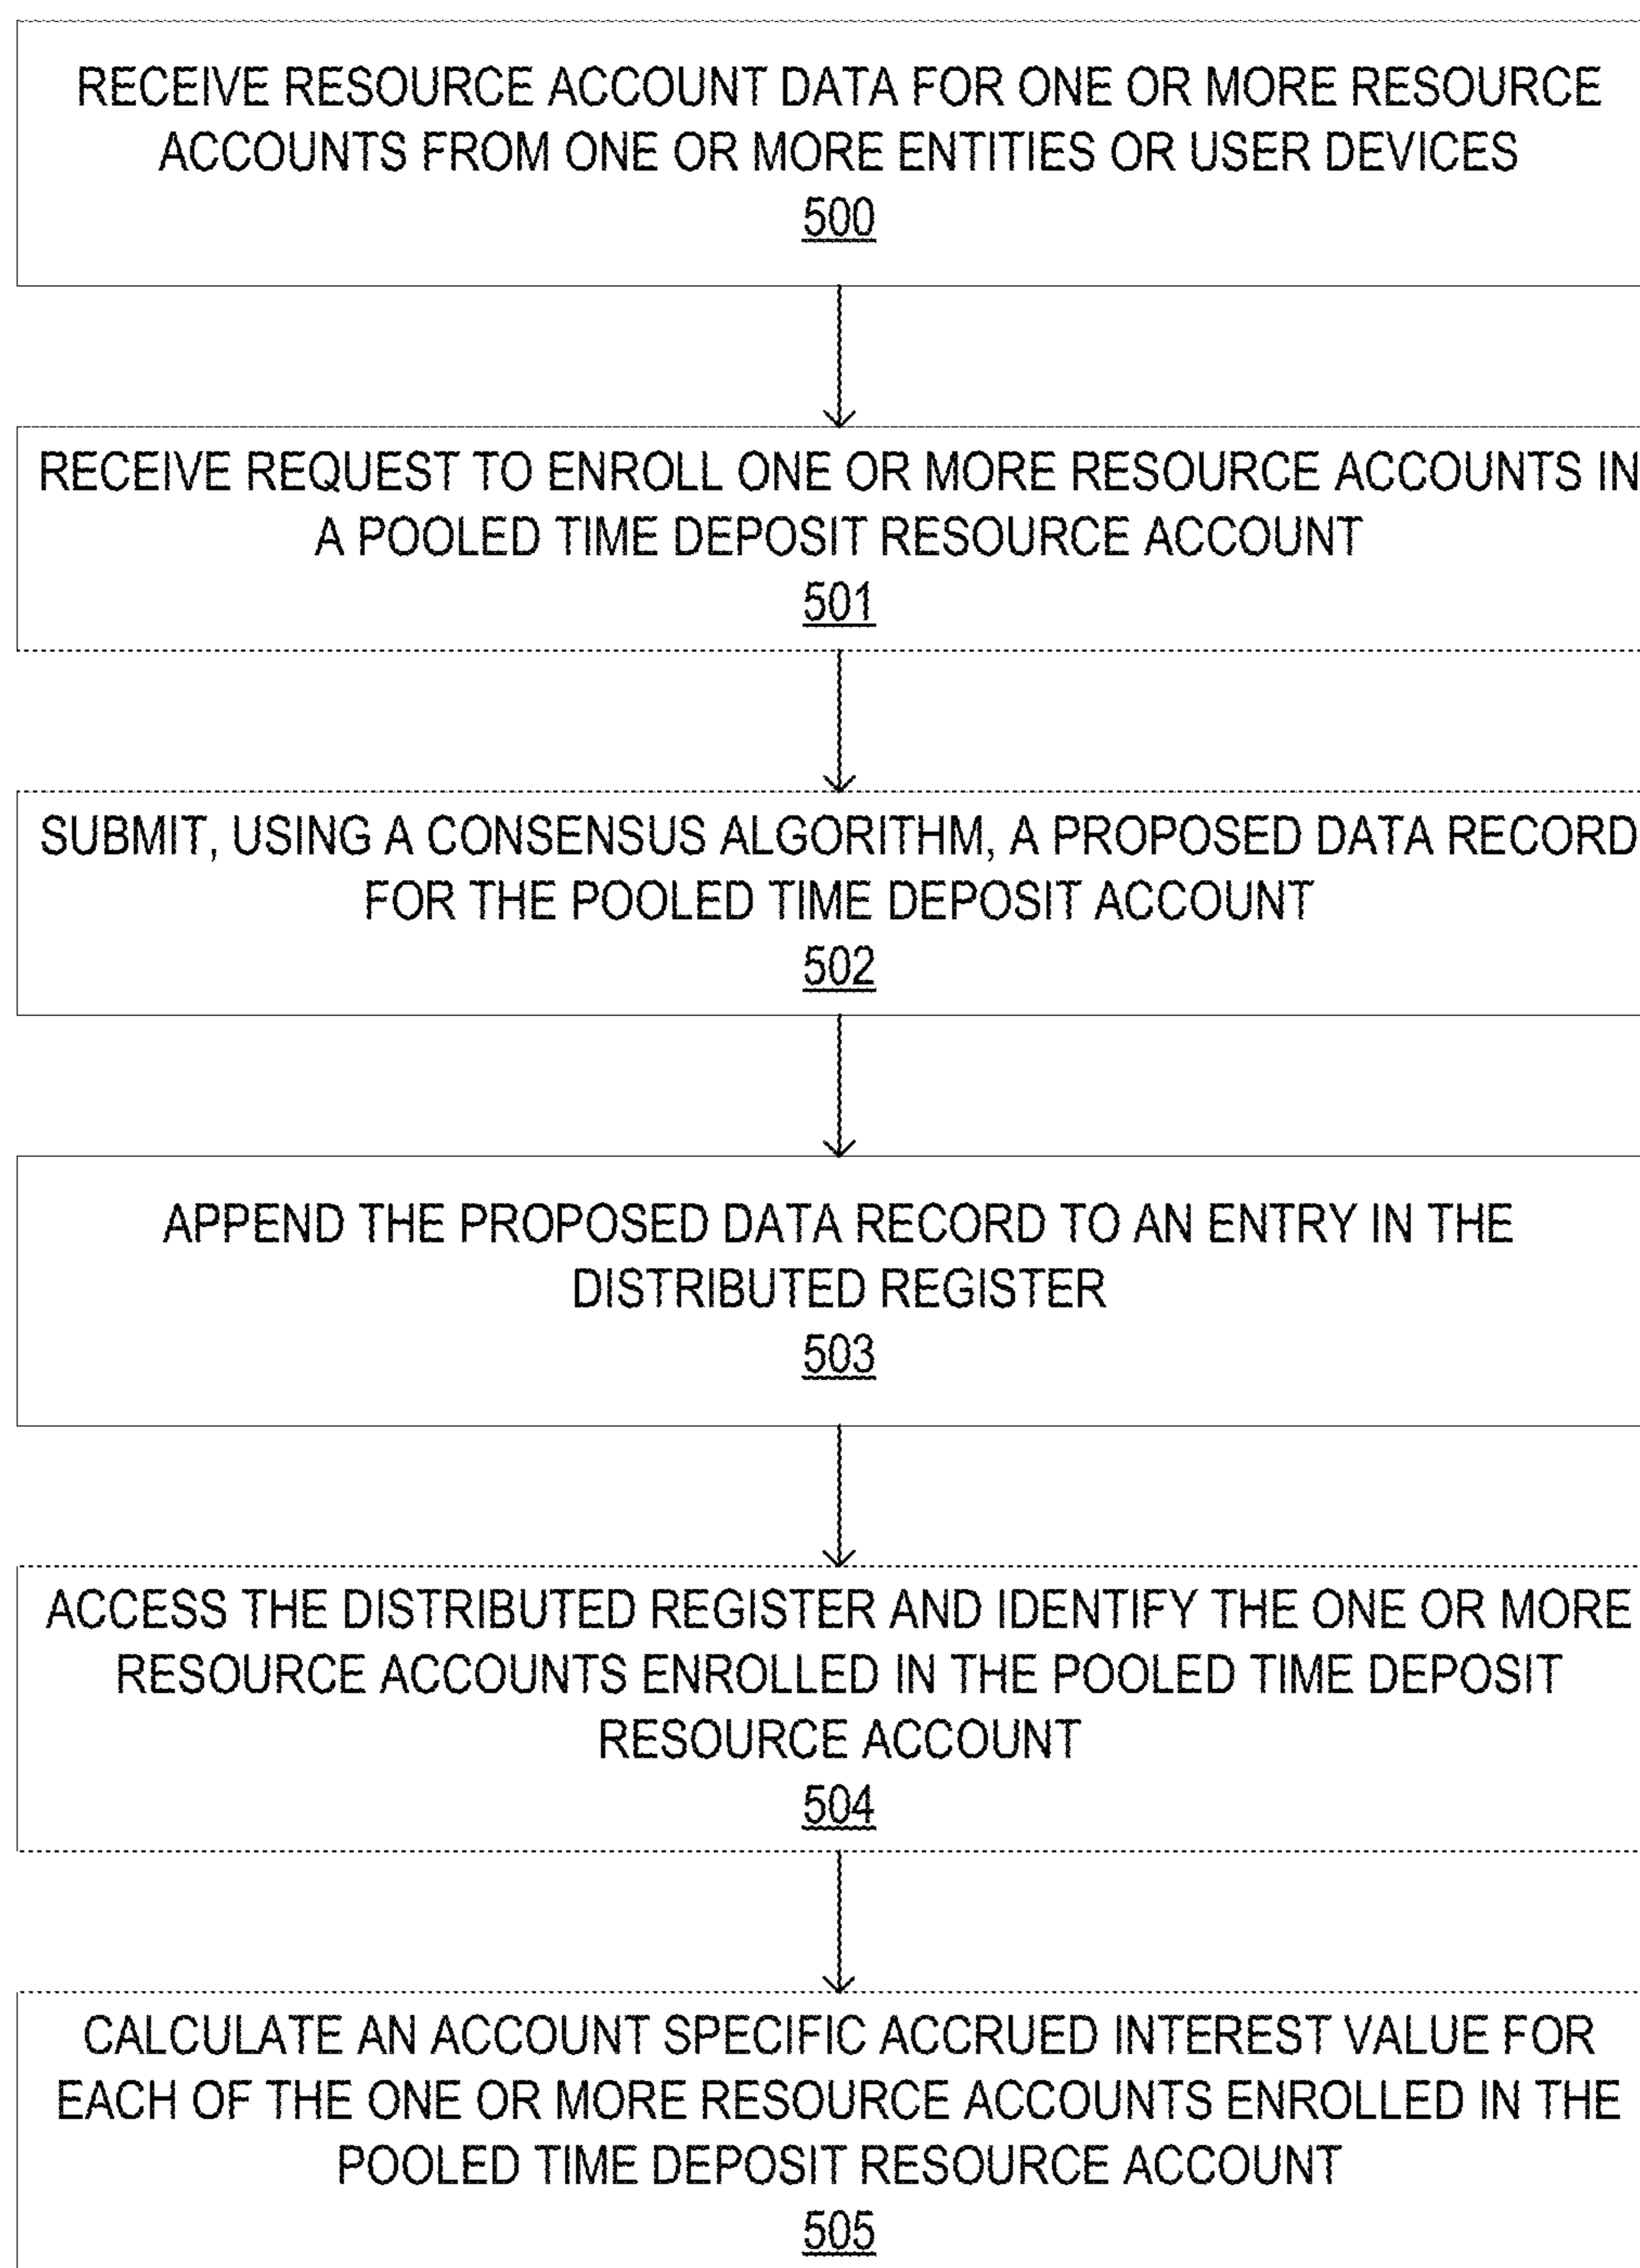 RECEIVE RESOURCE ACCOUNT DATA FOR ONE OR MORE RESOURCE
ACCOUNTS FROM ONE OR MORE ENTITIES OR USER DEVICES
500
RECEIVE REQUEST TO ENROLL ONE OR MORE RESOURCE ACCOUNTS IN
A POOLED TIME DEPOSIT RESOURCE ACCOUNT
501
SUBMIT, USING A CONSENSUS ALGORITHM, A PROPOSED DATA RECORD
FOR THE POOLED TIME DEPOSIT ACCOUNT
502
APPEND THE PROPOSED DATA RECORD TO AN ENTRY IN THE
DISTRIBUTED REGISTER
503
ACCESS THE DISTRIBUTED REGISTER AND IDENTIFY THE ONE OR MORE
RESOURCE ACCOUNTS ENROLLED IN THE POOLED TIME DEPOSIT
RESOURCE ACCOUNT
504
CALCULATE AN ACCOUNT SPECIFIC ACCRUED INTEREST VALUE FOR
EACH OF THE ONE OR MORE RESOURCE ACCOUNTS ENROLLED IN THE
POOLED TIME DEPOSIT RESOURCE ACCOUNT
505